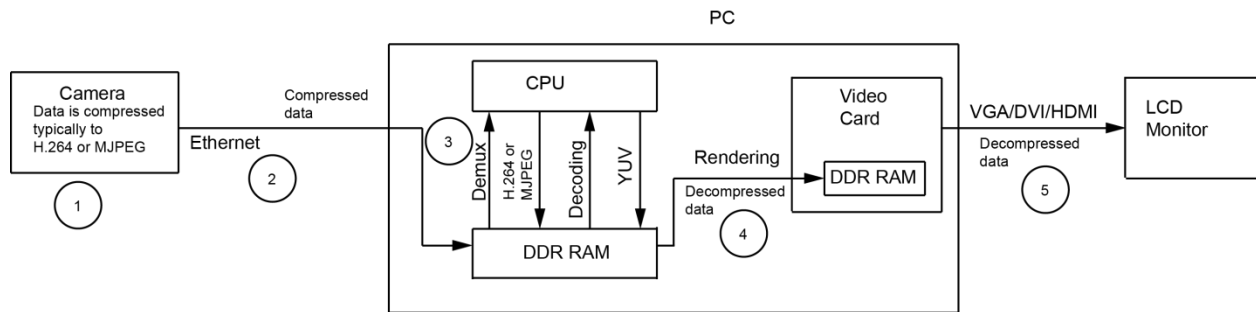 PC
Camera
Data is compressed
typically to
H.264 or MJPEG
1
Ethernet
2
Compressed
data
3
CPU
Demux
H.264 or
MJPEG
Decoding
YUV
DDR RAM
Rendering
Decompressed
data
4
Video
Card
DDR RAM
VGA/DVI/HDMI
Decompressed
data
5
LCD
Monitor